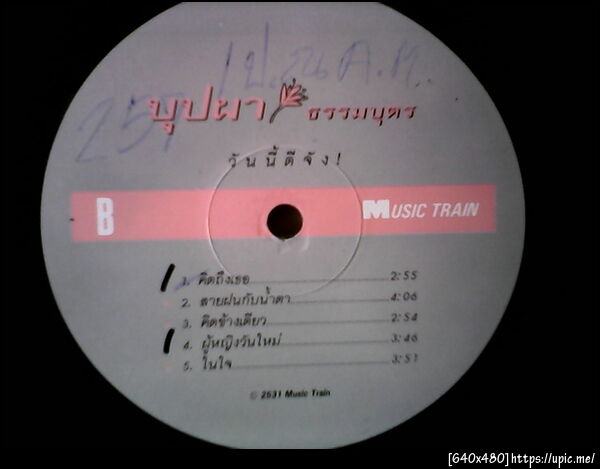 บุปผา ธรรมบุตร
วันนี้ดีจัง!
B MUSIC TRAIN
1. คิดถึงเธอ 2:55
2. สายฝนกับน้ำตา 4:06
3. คิดข้างเดียว 2:54
4. ผู้หญิงวันใหม่ 3:46
5. ในใจ 3:51
© 2531 Music Train
[640x480]https://upic.me/